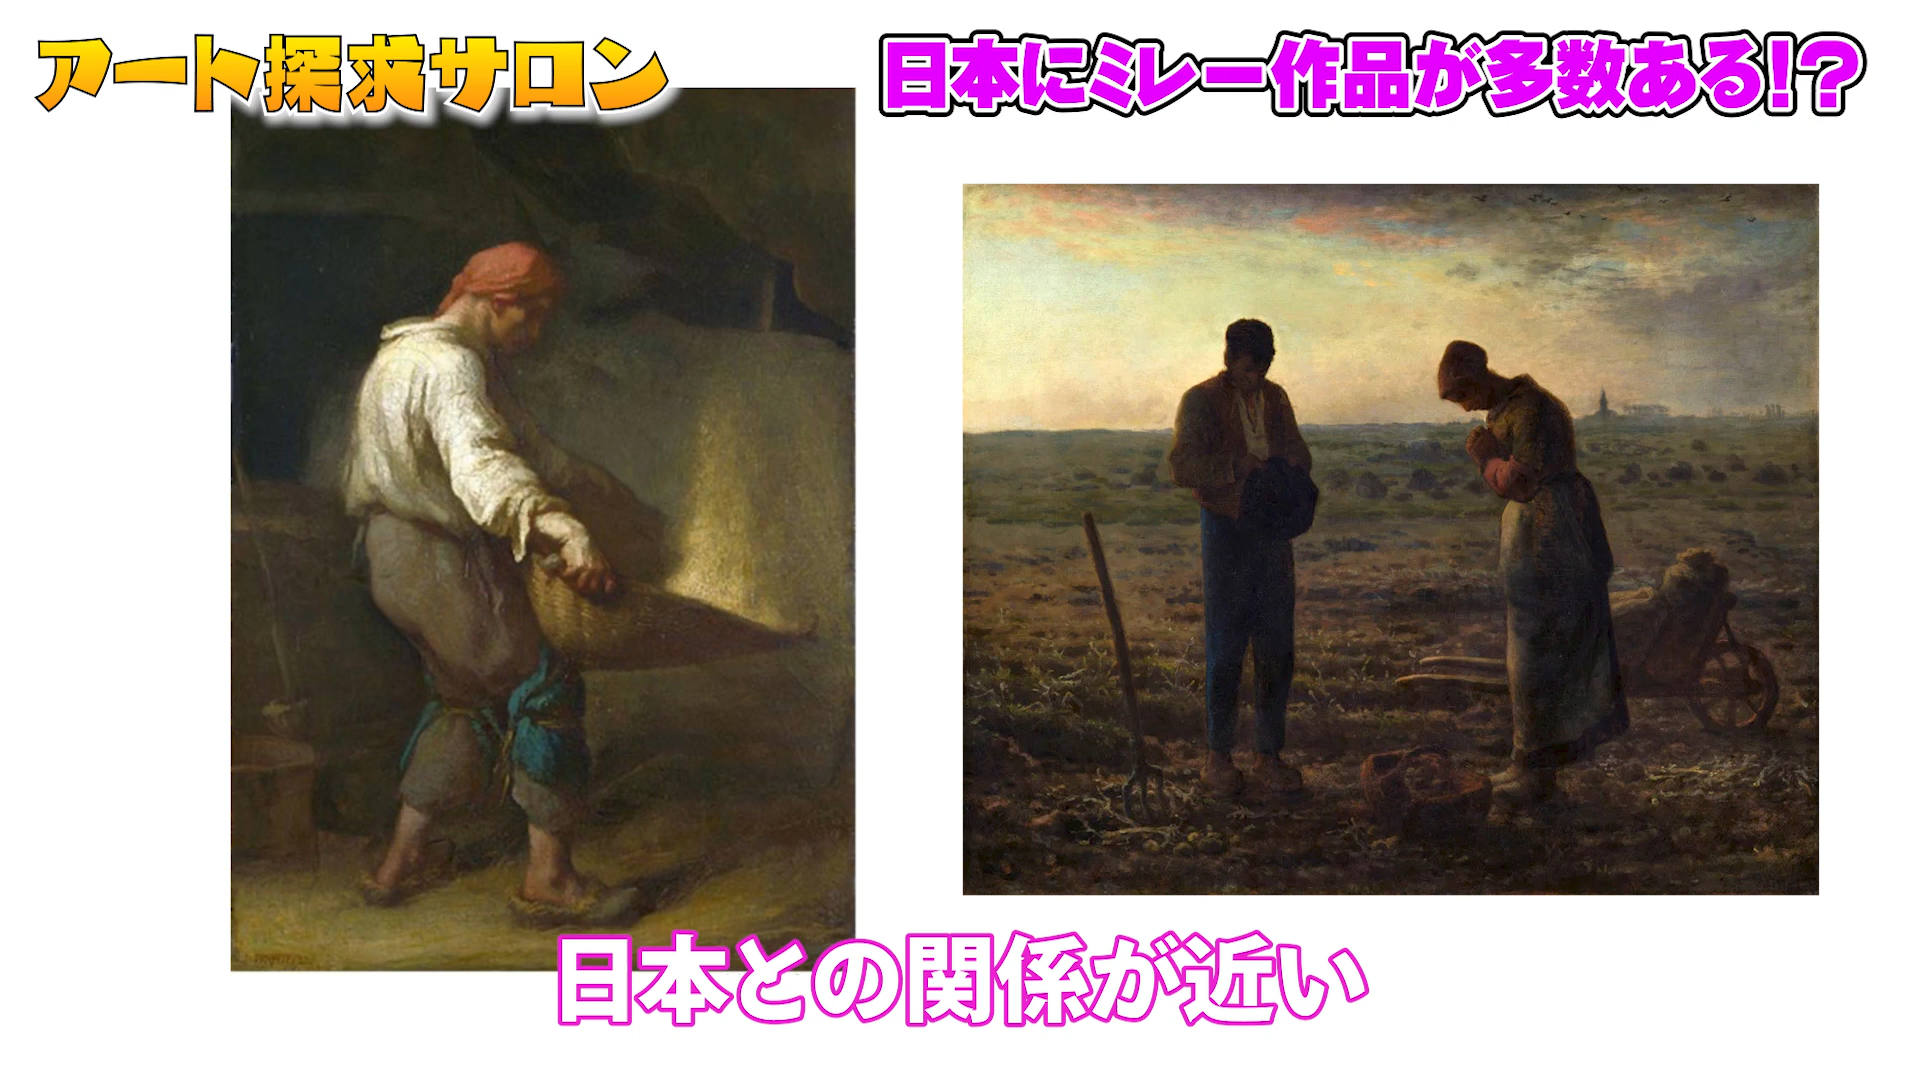 アート探求サロン
日本にミレー作品が多数ある!?
日本との関係が近い